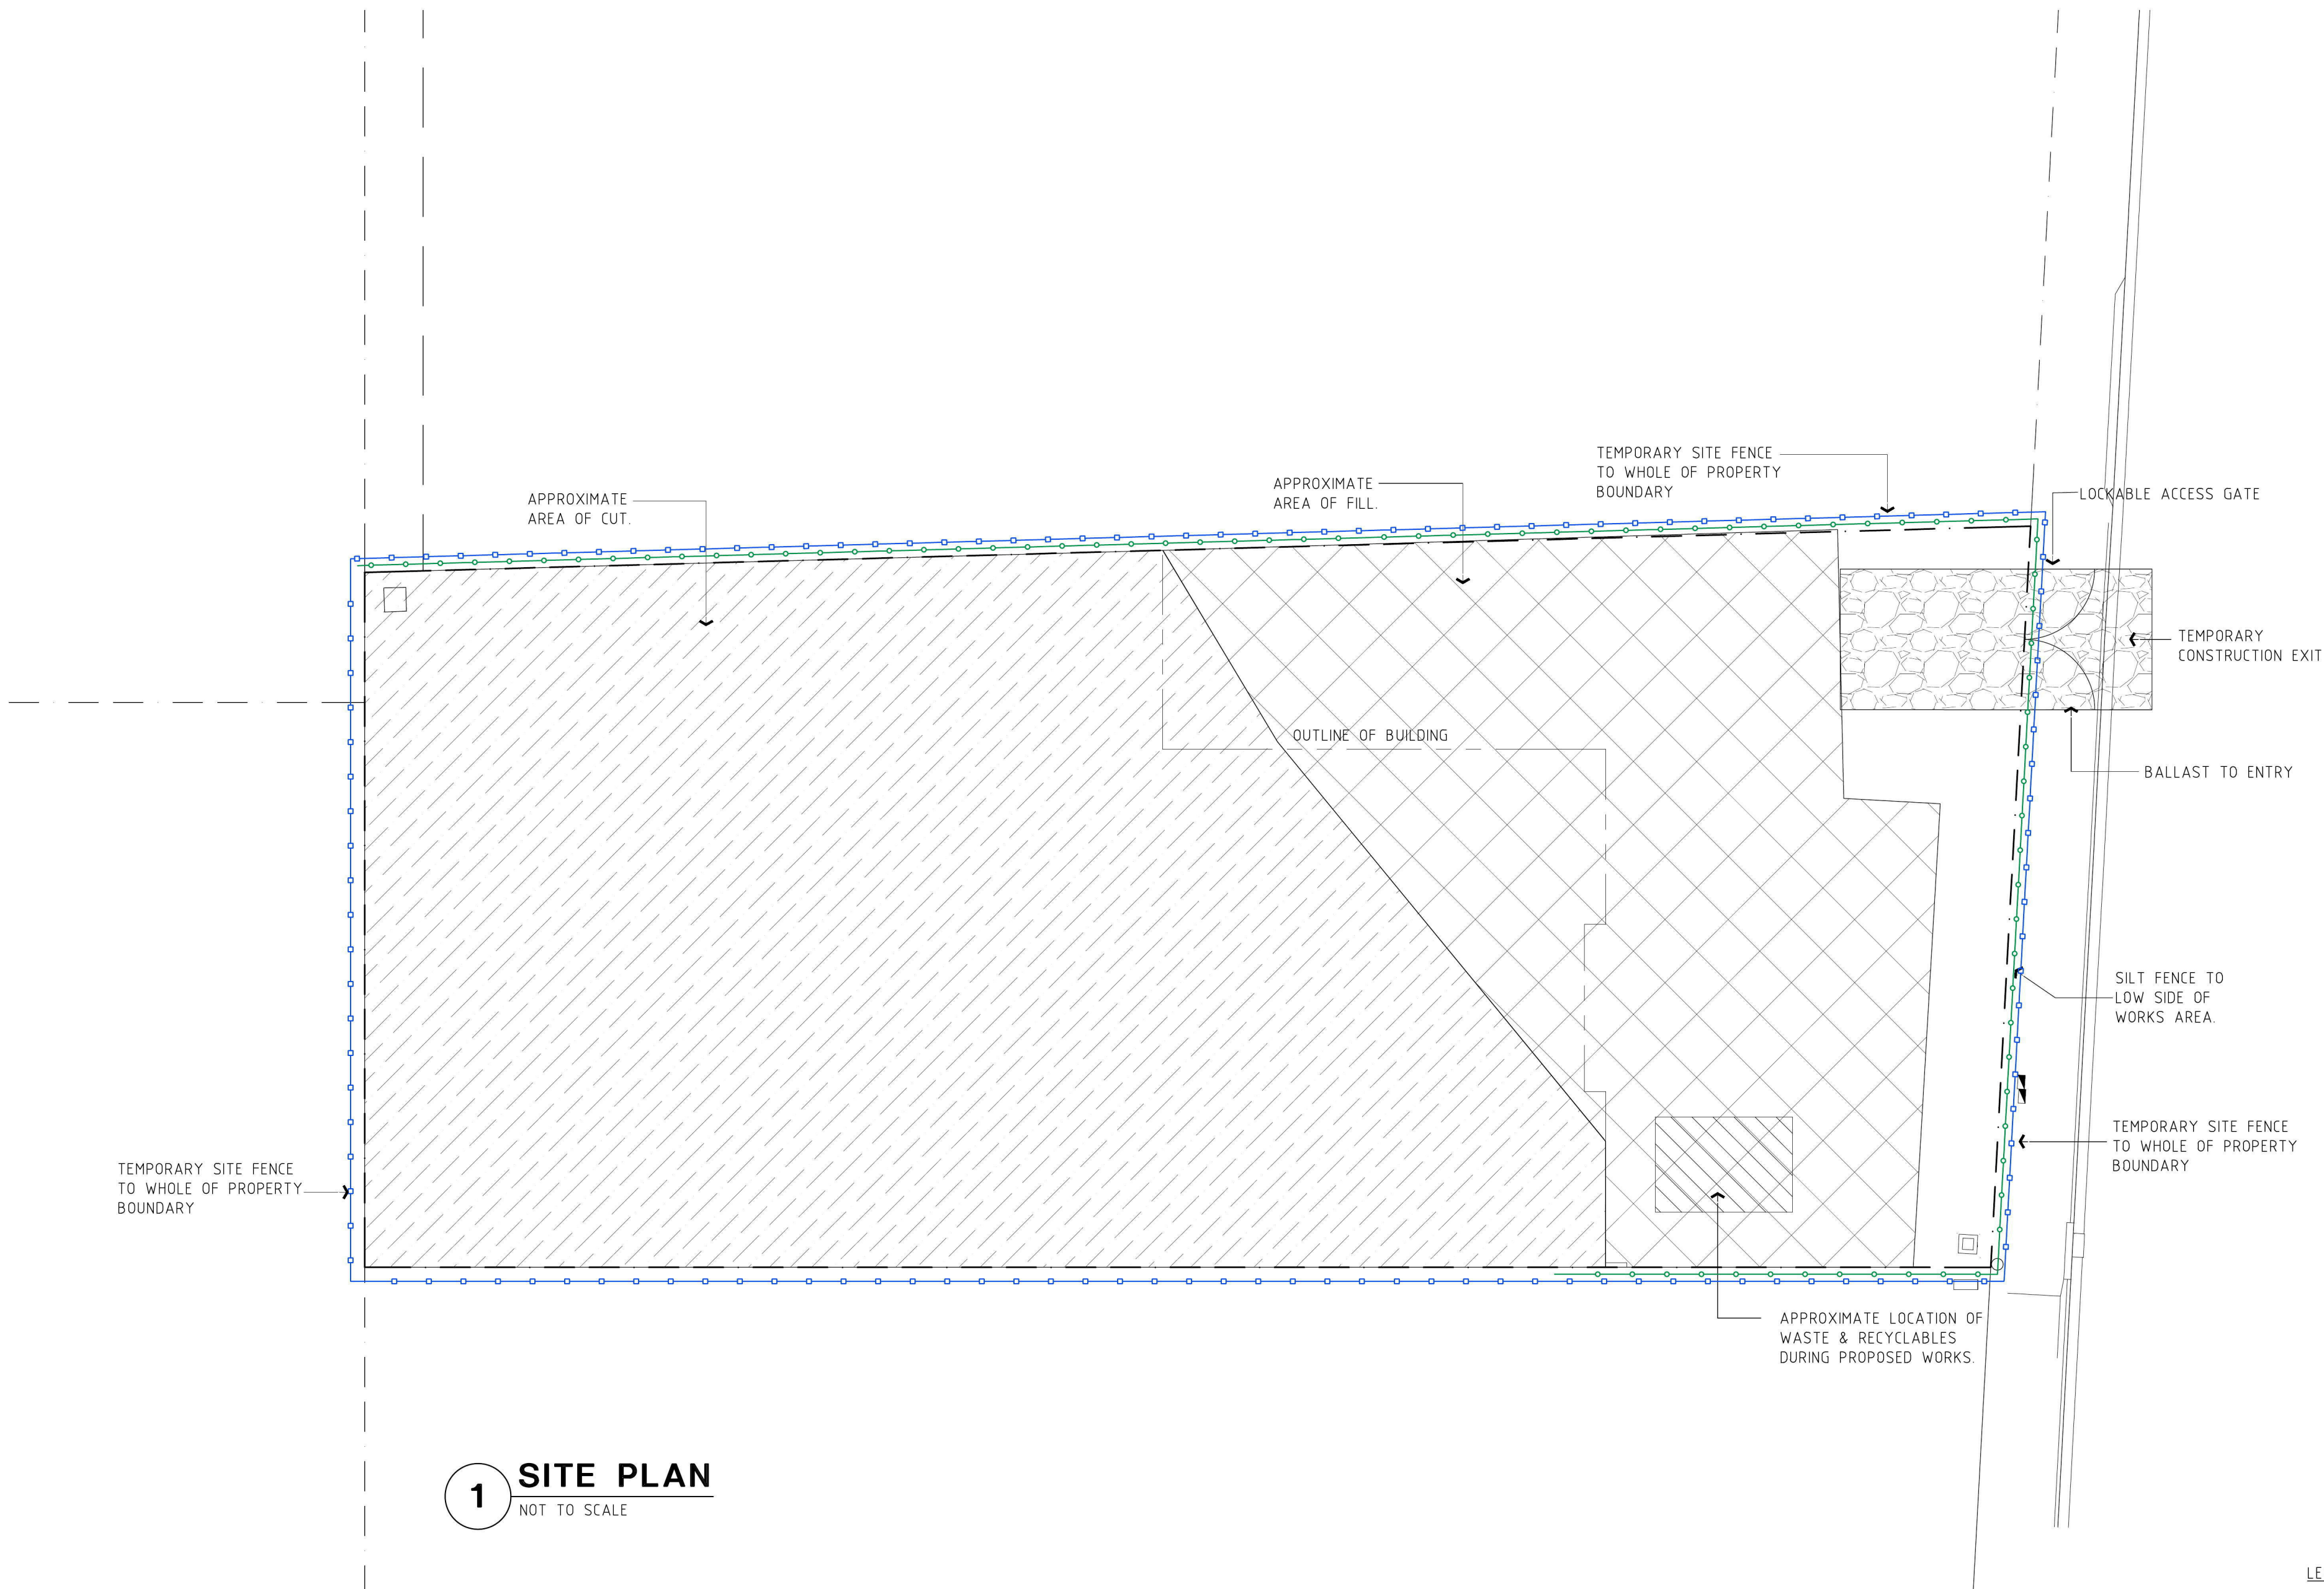 TEMPORARY SITE FENCE
TO WHOLE OF PROPERTY
BOUNDARY
APPROXIMATE
AREA OF FILL.
LOCKABLE ACCESS GATE
APPROXIMATE
AREA OF CUT.
TEMPORARY
CONSTRUCTION EXIT
OUTLINE OF BUILDING
BALLAST TO ENTRY
SILT FENCE TO
LOW SIDE OF
WORKS AREA.
TEMPORARY SITE FENCE
TO WHOLE OF PROPERTY
BOUNDARY
TEMPORARY SITE FENCE
TO WHOLE OF PROPERTY
BOUNDARY
APPROXIMATE LOCATION OF
WASTE & RECYCLABLES
DURING PROPOSED WORKS.
1
SITE PLAN
NOT TO SCALE
LE